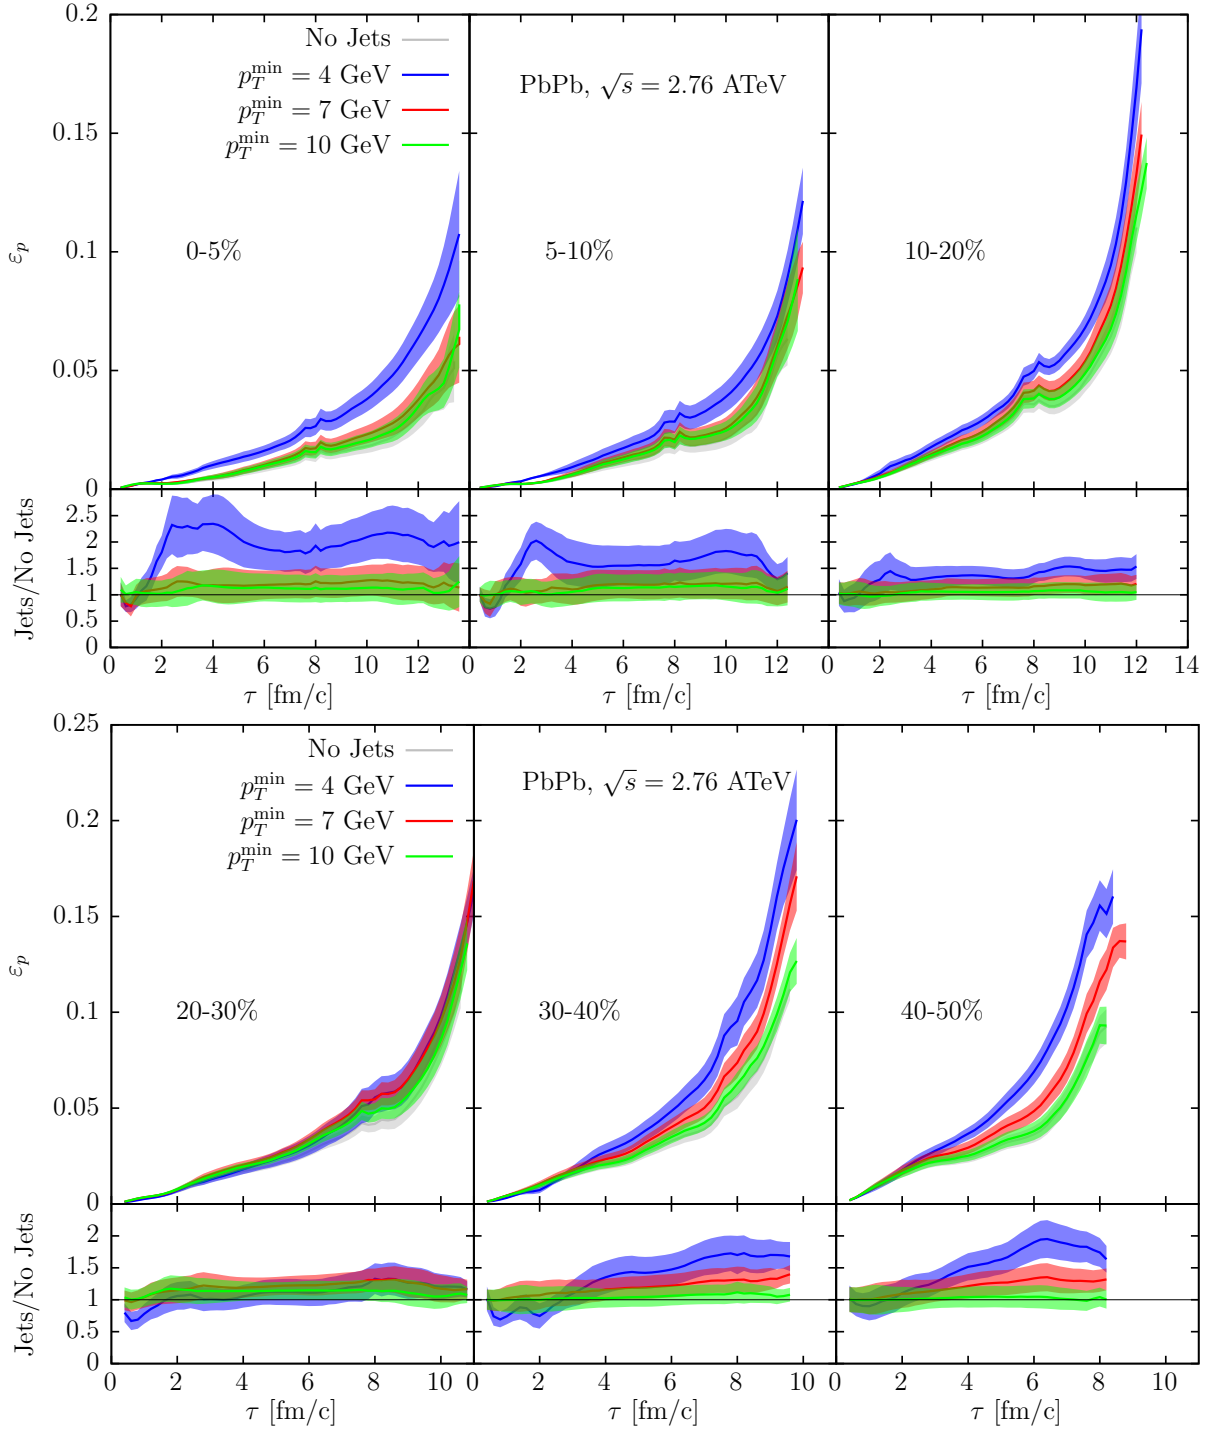 No Jets
p_T^min = 4 GeV
p_T^min = 7 GeV
p_T^min = 10 GeV
PbPb, √s = 2.76 ATeV
0-5%
5-10%
10-20%
ε_p
0.2
0.15
0.1
0.05
0
Jets/No Jets
2.5
2
1.5
1
0.5
0
0 2 4 6 8 10 12 0 2 4 6 8 10 12 0 2 4 6 8 10 12 14
τ [fm/c] τ [fm/c] τ [fm/c]
No Jets
p_T^min = 4 GeV
p_T^min = 7 GeV
p_T^min = 10 GeV
PbPb, √s = 2.76 ATeV
20-30%
30-40%
40-50%
ε_p
0.25
0.2
0.15
0.1
0.05
0
Jets/No Jets
2
1.5
1
0.5
0
0 2 4 6 8 10 0 2 4 6 8 10 0 2 4 6 8 10
τ [fm/c] τ [fm/c] τ [fm/c]